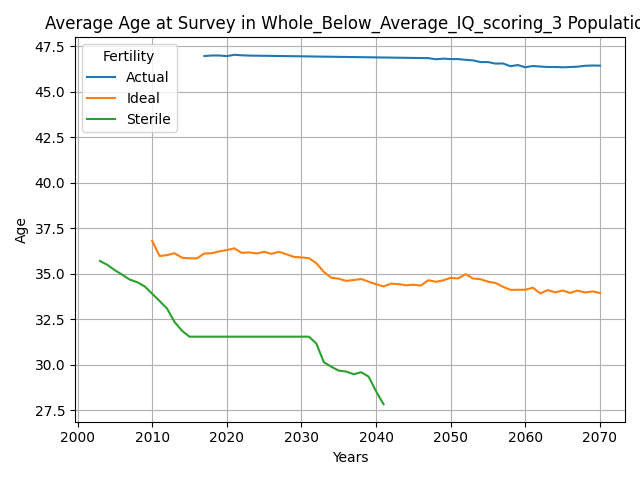 Average Age at Survey in Whole_Below_Average_IQ_scoring_3 Populatio
Fertility
Actual
Ideal
Sterile
47.5
45.0
42.5
40.0
37.5
35.0
32.5
30.0
27.5
Age
2000 2010 2020 2030 2040 2050 2060 2070
Years